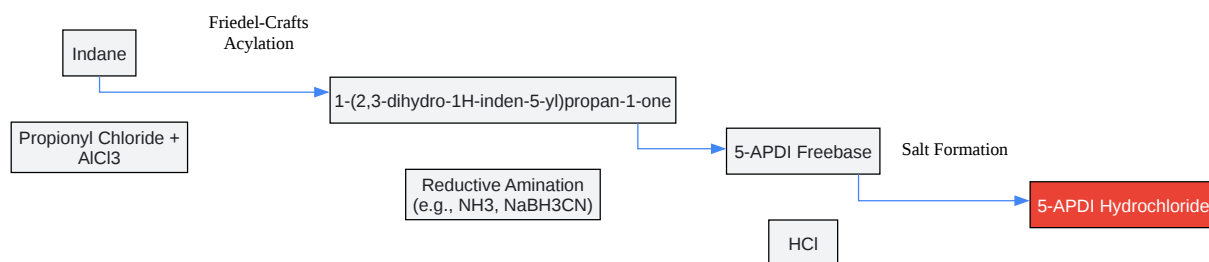 Friedel-Crafts
Acylation
Indane
1-(2,3-dihydro-1H-inden-5-yl)propan-1-one
Propionyl Chloride +
AlCl3
5-APDI Freebase
Salt Formation
Reductive Amination
(e.g., NH3, NaBH3CN)
5-APDI Hydrochloride
HCl